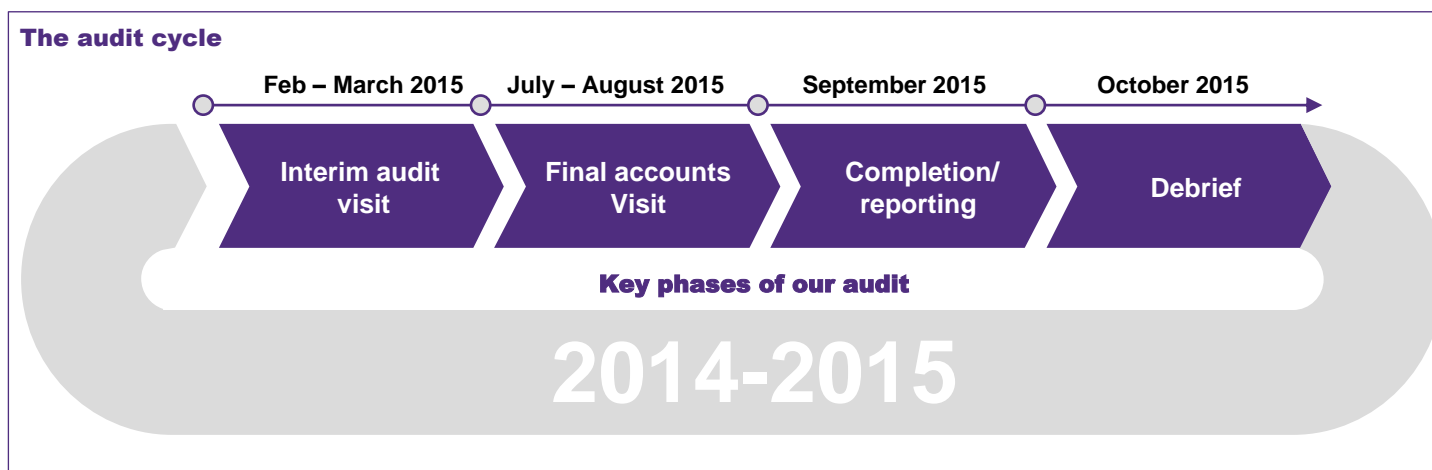 The audit cycle
Feb – March 2015
July – August 2015
September 2015
October 2015
Interim audit
visit
Final accounts
Visit
Completion/
reporting
Debrief
Key phases of our audit
2014-2015